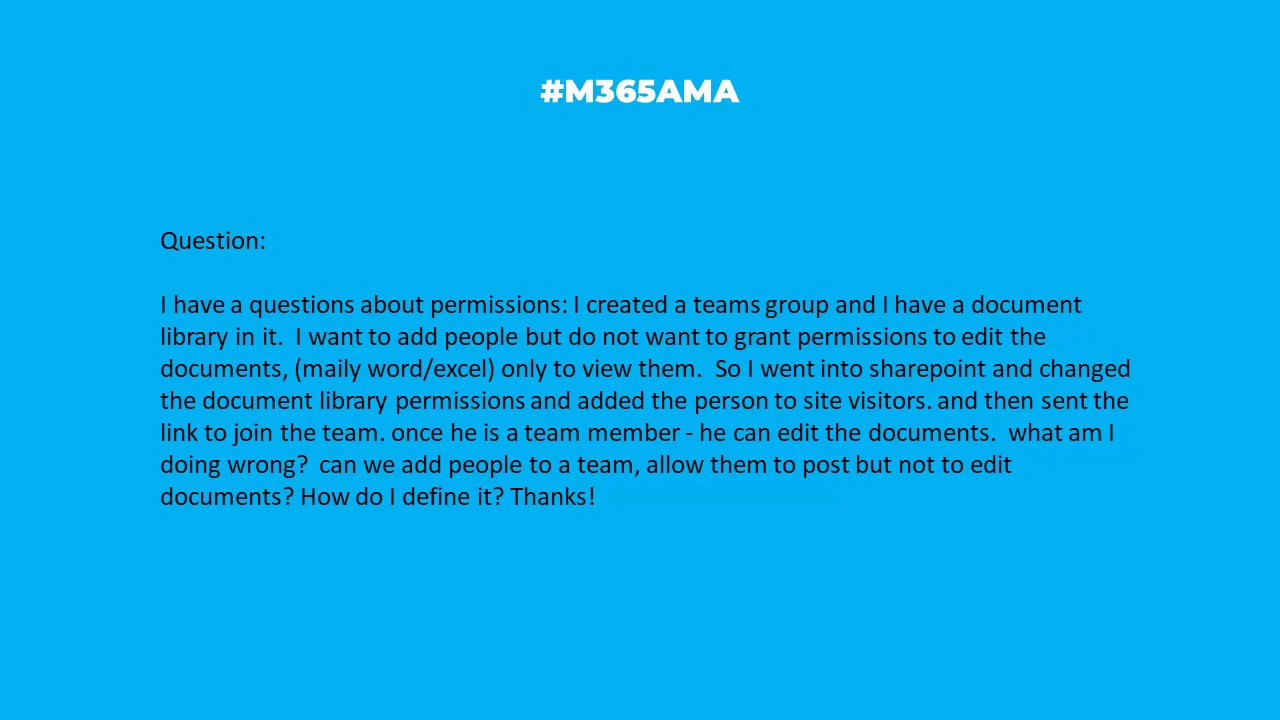 #M365AMA
Question:
I have a questions about permissions: I created a teams group and I have a document
library in it.  I want to add people but do not want to grant permissions to edit the
documents, (maily word/excel) only to view them.  So I went into sharepoint and changed
the document library permissions and added the person to site visitors. and then sent the
link to join the team. once he is a team member - he can edit the documents.  what am I
doing wrong?  can we add people to a team, allow them to post but not to edit
documents? How do I define it? Thanks!